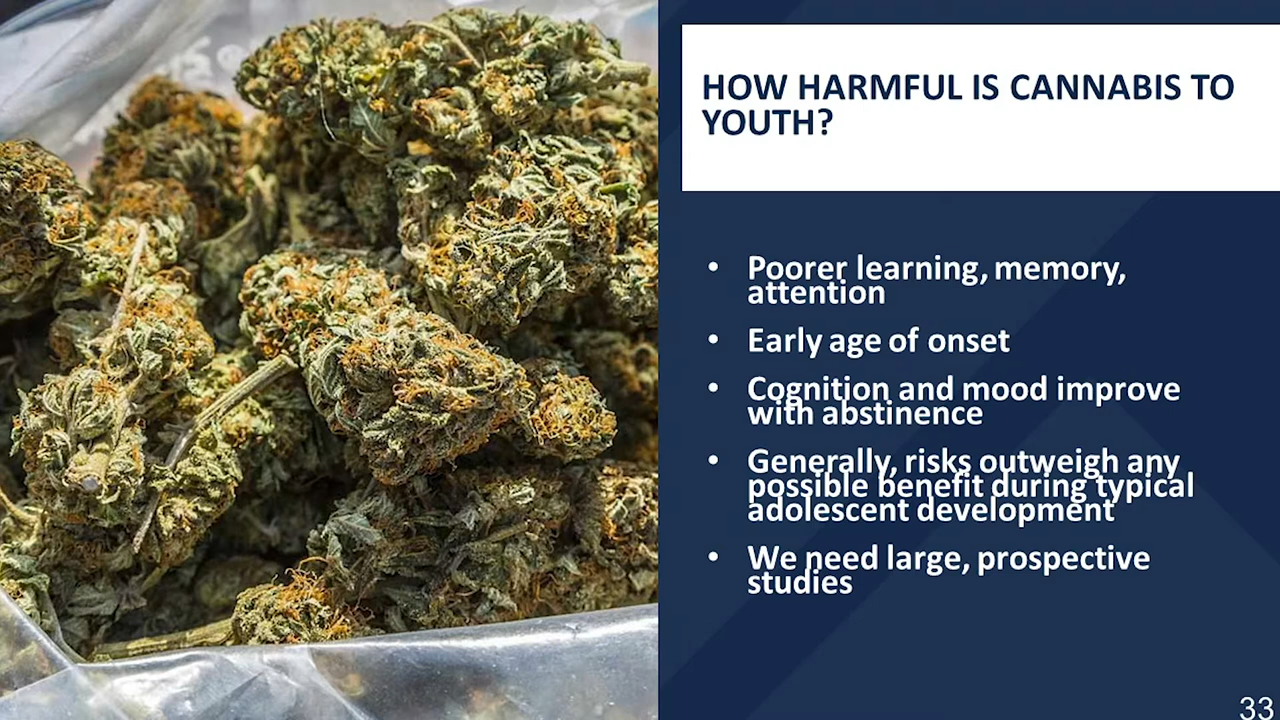 HOW HARMFUL IS CANNABIS TO
YOUTH?
• Poorer learning, memory,
attention
• Early age of onset
• Cognition and mood improve
with abstinence
• Generally, risks outweigh any
possible benefit during typical
adolescent development
• We need large, prospective
studies
33